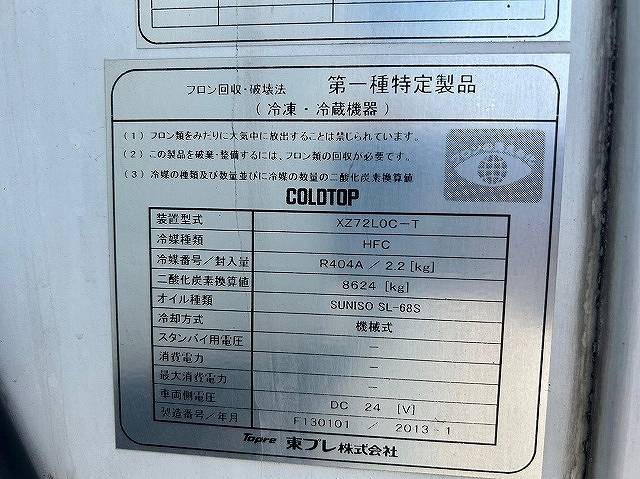 フロン回収・破壊法 第一種特定製品
(冷凍・冷蔵機器)
(1) フロン類をみだりに大気中に放出することは禁じられています。
(2) この製品を廃棄・整備するには、フロン類の回収が必要です。
(3) 冷媒の種類及び数量並びに冷媒の数量の二酸化炭素換算値
COLDTOP
装置型式 XZ72L0C-T
冷媒種類 HFC
冷媒番号/封入量 R404A / 2.2 [kg]
二酸化炭素換算値 8624 [kg]
オイル種類 SUNISO SL-68S
冷却方式 機械式
スタンバイ用電圧 -
消費電力 -
最大消費電力 -
車両側電圧 DC 24 [V]
製造番号/年月 F130101 / 2013-1
Topre 東プレ株式会社